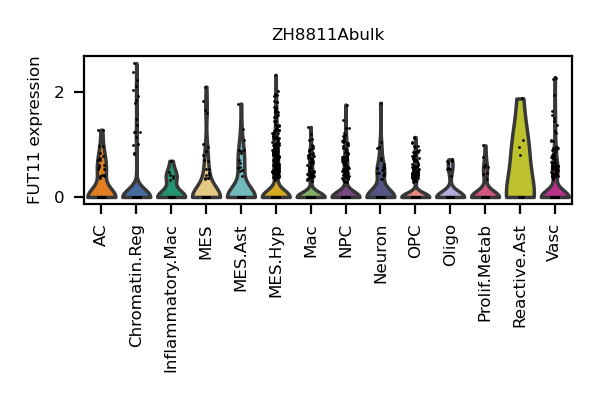 ZH8811Abulk
FUT11 expression
2
0
AC
Chromatin.Reg
Inflammatory.Mac
MES
MES.Ast
MES.Hyp
Mac
NPC
Neuron
OPC
Oligo
Prolif.Metab
Reactive.Ast
Vasc